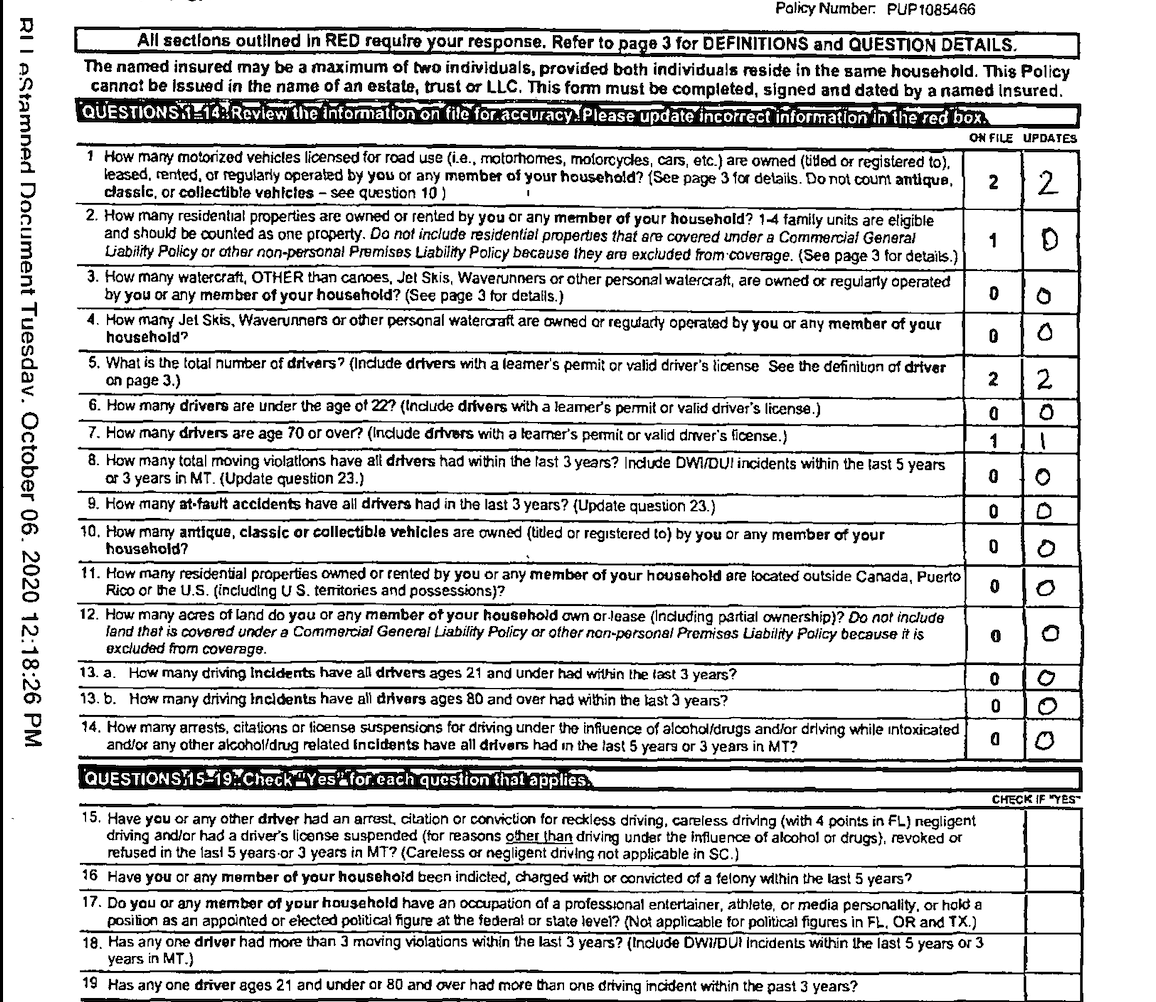 Policy Number: PUP1085466
RLI eStamped Document Tuesday, October 06, 2020 12:18:26 PM
All sections outlined in RED require your response. Refer to page 3 for DEFINITIONS and QUESTION DETAILS.
The named insured may be a maximum of two individuals, provided both individuals reside in the same household. This Policy
cannot be issued in the name of an estate, trust or LLC. This form must be completed, signed and dated by a named insured.
QUESTIONS 1–14: Review the information on file for accuracy. Please update incorrect information in the red box.
ON FILE UPDATES
1 How many motorized vehicles licensed for road use (i.e., motorhomes, motorcycles, cars, etc.) are owned (titled or registered to),
leased, rented, or regularly operated by you or any member of your household? (See page 3 for details. Do not count antique,
classic, or collectible vehicles – see question 10 ) 2 2
2. How many residential properties are owned or rented by you or any member of your household? 1-4 family units are eligible
and should be counted as one property. Do not include residential properties that are covered under a Commercial General
Liability Policy or other non-personal Premises Liability Policy because they are excluded from coverage. (See page 3 for details.) 1 0
3. How many watercraft, OTHER than canoes, Jet Skis, Waverunners or other personal watercraft, are owned or regularly operated
by you or any member of your household? (See page 3 for details.) 0 0
4. How many Jet Skis, Waverunners or other personal watercraft are owned or regularly operated by you or any member of your
household? 0 0
5. What is the total number of drivers? (Include drivers with a learner's permit or valid driver's license See the definition of driver
on page 3.) 2 2
6. How many drivers are under the age of 22? (Include drivers with a learner's permit or valid driver's license.) 0 0
7. How many drivers are age 70 or over? (Include drivers with a learner's permit or valid driver's license.) 1 1
8. How many total moving violations have all drivers had within the last 3 years? Include DWI/DUI incidents within the last 5 years
or 3 years in MT. (Update question 23.) 0 0
9. How many at-fault accidents have all drivers had in the last 3 years? (Update question 23.) 0 0
10. How many antique, classic or collectible vehicles are owned (titled or registered to) by you or any member of your
household? 0 0
11. How many residential properties owned or rented by you or any member of your household are located outside Canada, Puerto
Rico or the U.S. (including U S. territories and possessions)? 0 0
12. How many acres of land do you or any member of your household own or lease (including partial ownership)? Do not include
land that is covered under a Commercial General Liability Policy or other non-personal Premises Liability Policy because it is
excluded from coverage. 0 0
13. a. How many driving incidents have all drivers ages 21 and under had within the last 3 years? 0 0
13. b. How many driving incidents have all drivers ages 80 and over had within the last 3 years? 0 0
14. How many arrests, citations or license suspensions for driving under the influence of alcohol/drugs and/or driving while intoxicated
and/or any other alcohol/drug related incidents have all drivers had in the last 5 years or 3 years in MT? 0 0
QUESTIONS 15–19: Check "Yes" for each question that applies.
CHECK IF "YES"
15. Have you or any other driver had an arrest, citation or conviction for reckless driving, careless driving (with 4 points in FL) negligent
driving and/or had a driver's license suspended (for reasons other than driving under the influence of alcohol or drugs), revoked or
refused in the last 5 years or 3 years in MT? (Careless or negligent driving not applicable in SC.)
16 Have you or any member of your household been indicted, charged with or convicted of a felony within the last 5 years?
17. Do you or any member of your household have an occupation of a professional entertainer, athlete, or media personality, or hold a
position as an appointed or elected political figure at the federal or state level? (Not applicable for political figures in FL, OR and TX.)
18. Has any one driver had more than 3 moving violations within the last 3 years? (Include DWI/DUI incidents within the last 5 years or 3
years in MT.)
19 Has any one driver ages 21 and under or 80 and over had more than one driving incident within the past 3 years?